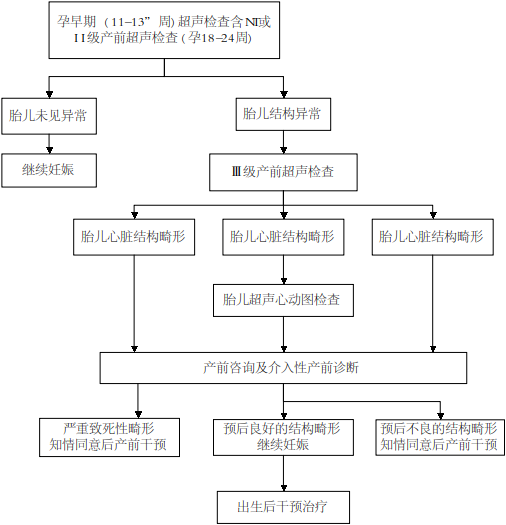 孕早期（11–13”周)超声检查含NT或
II级产前超声检查(孕18–24周)
胎儿未见异常
胎儿结构异常
继续妊娠
Ⅲ级产前超声检查
胎儿心脏结构畸形
胎儿心脏结构畸形
胎儿心脏结构畸形
胎儿超声心动图检查
产前咨询及介入性产前诊断
严重致死性畸形
知情同意后产前干预
预后良好的结构畸形
继续妊娠
预后不良的结构畸形
知情同意后产前干预
出生后干预治疗